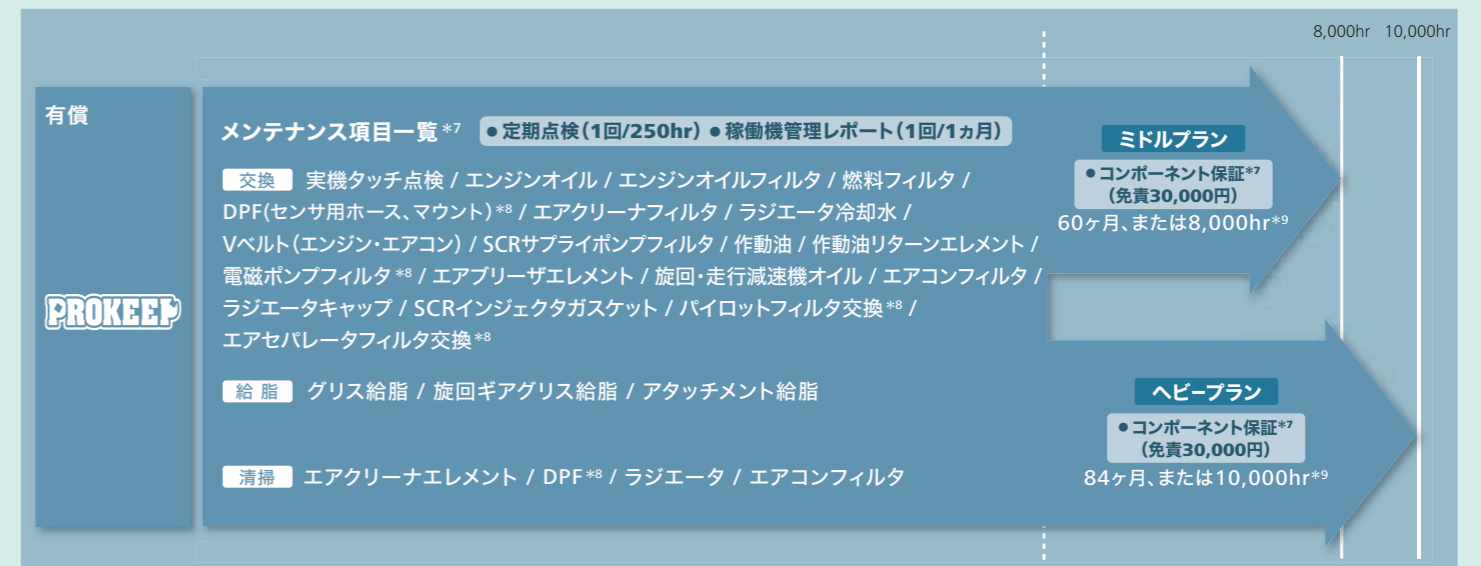 8,000hr 10,000hr
有償
PROKEEP
メンテナンス項目一覧*7 ●定期点検(1回/250hr) ●稼働機管理レポート(1回/1ヵ月)
交換 実機タッチ点検 / エンジンオイル / エンジンオイルフィルタ / 燃料フィルタ /
DPF(センサ用ホース、マウント)*8 / エアクリーナフィルタ / ラジエータ冷却水 /
Vベルト(エンジン・エアコン) / SCRサプライポンプフィルタ / 作動油 / 作動油リターンエレメント /
電磁ポンプフィルタ*8 / エアブリーザエレメント / 旋回・走行減速機オイル / エアコンフィルタ /
ラジエータキャップ / SCRインジェクタガスケット / パイロットフィルタ交換*8 /
エアセパレータフィルタ交換*8
給脂 グリス給脂 / 旋回ギアグリス給脂 / アタッチメント給脂
清掃 エアクリーナエレメント / DPF*8 / ラジエータ / エアコンフィルタ
ミドルプラン
●コンポーネント保証*7
(免責30,000円)
60ヶ月、または8,000hr*9
ヘビープラン
●コンポーネント保証*7
(免責30,000円)
84ヶ月、または10,000hr*9